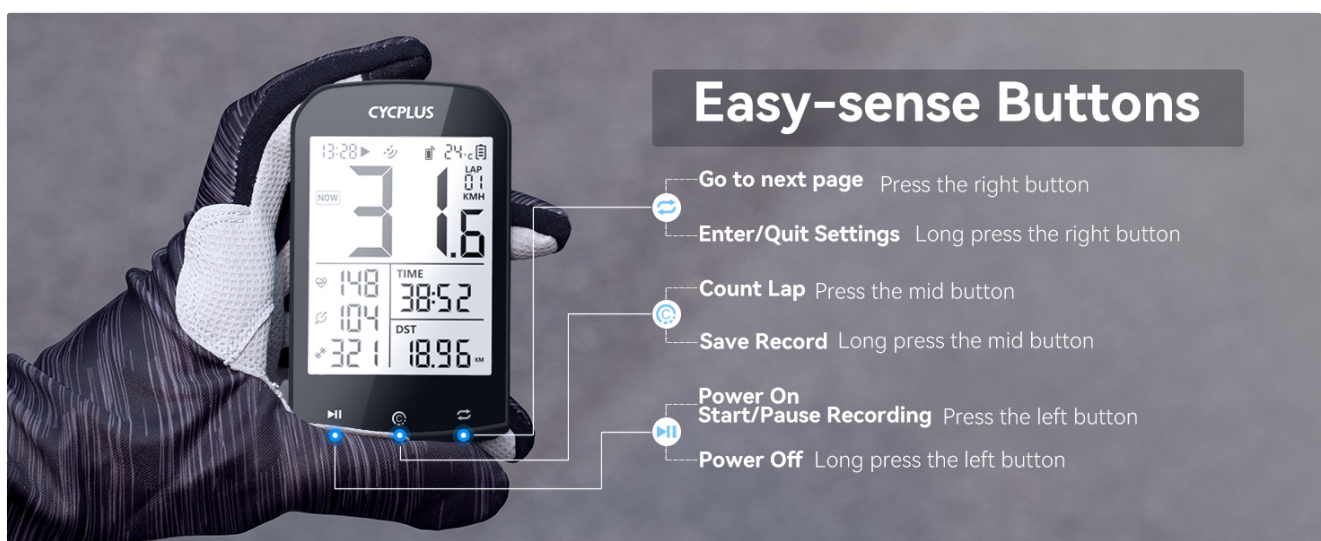 CYCPLUS
13:28 24°C
NOW
31.6
LAP
01
KMH
148
104
321
TIME
38:52
DST
18.96 KM
Easy-sense Buttons
Go to next page Press the right button
Enter/Quit Settings Long press the right button
Count Lap Press the mid button
Save Record Long press the mid button
Power On
Start/Pause Recording Press the left button
Power Off Long press the left button